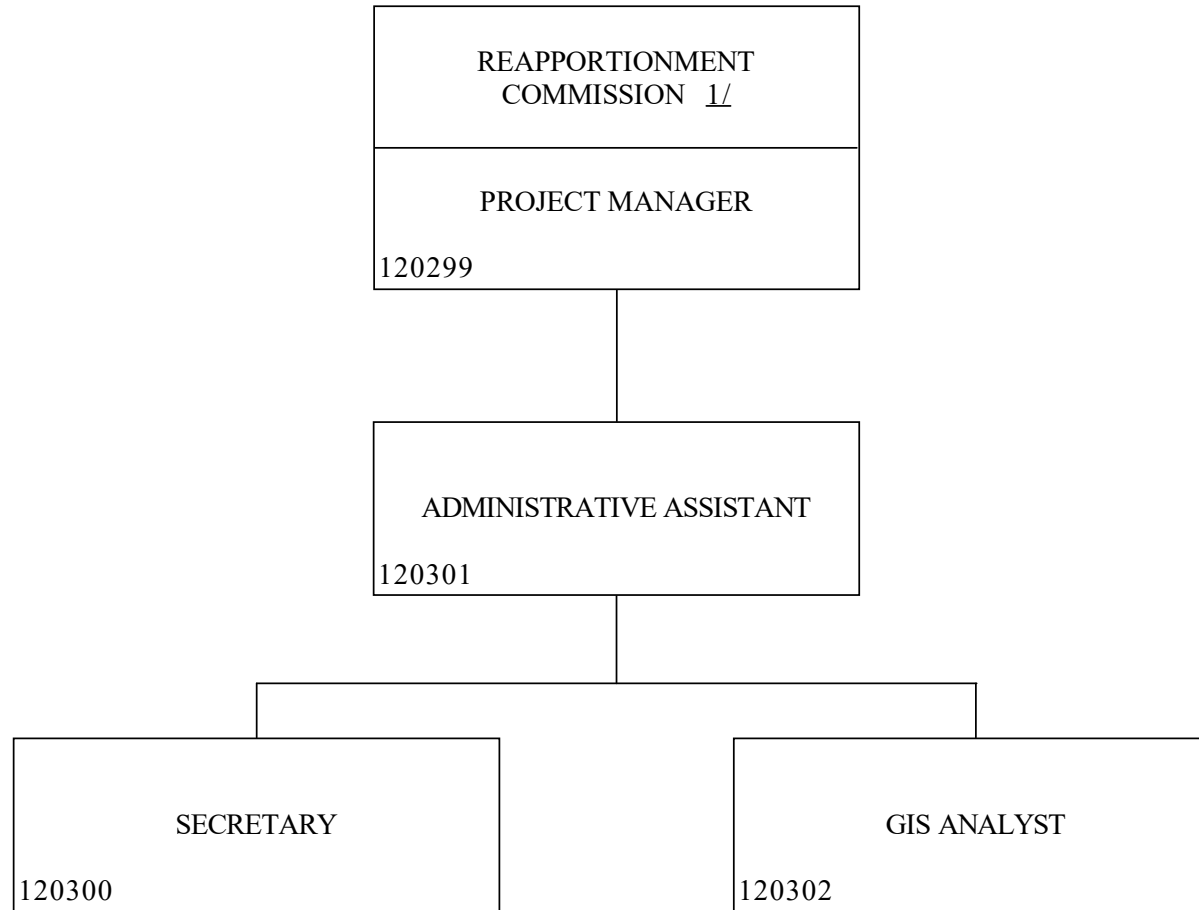 REAPPORTIONMENT
COMMISSION 1/
PROJECT MANAGER
120299
ADMINISTRATIVE ASSISTANT
120301
SECRETARY
120300
GIS ANALYST
120302